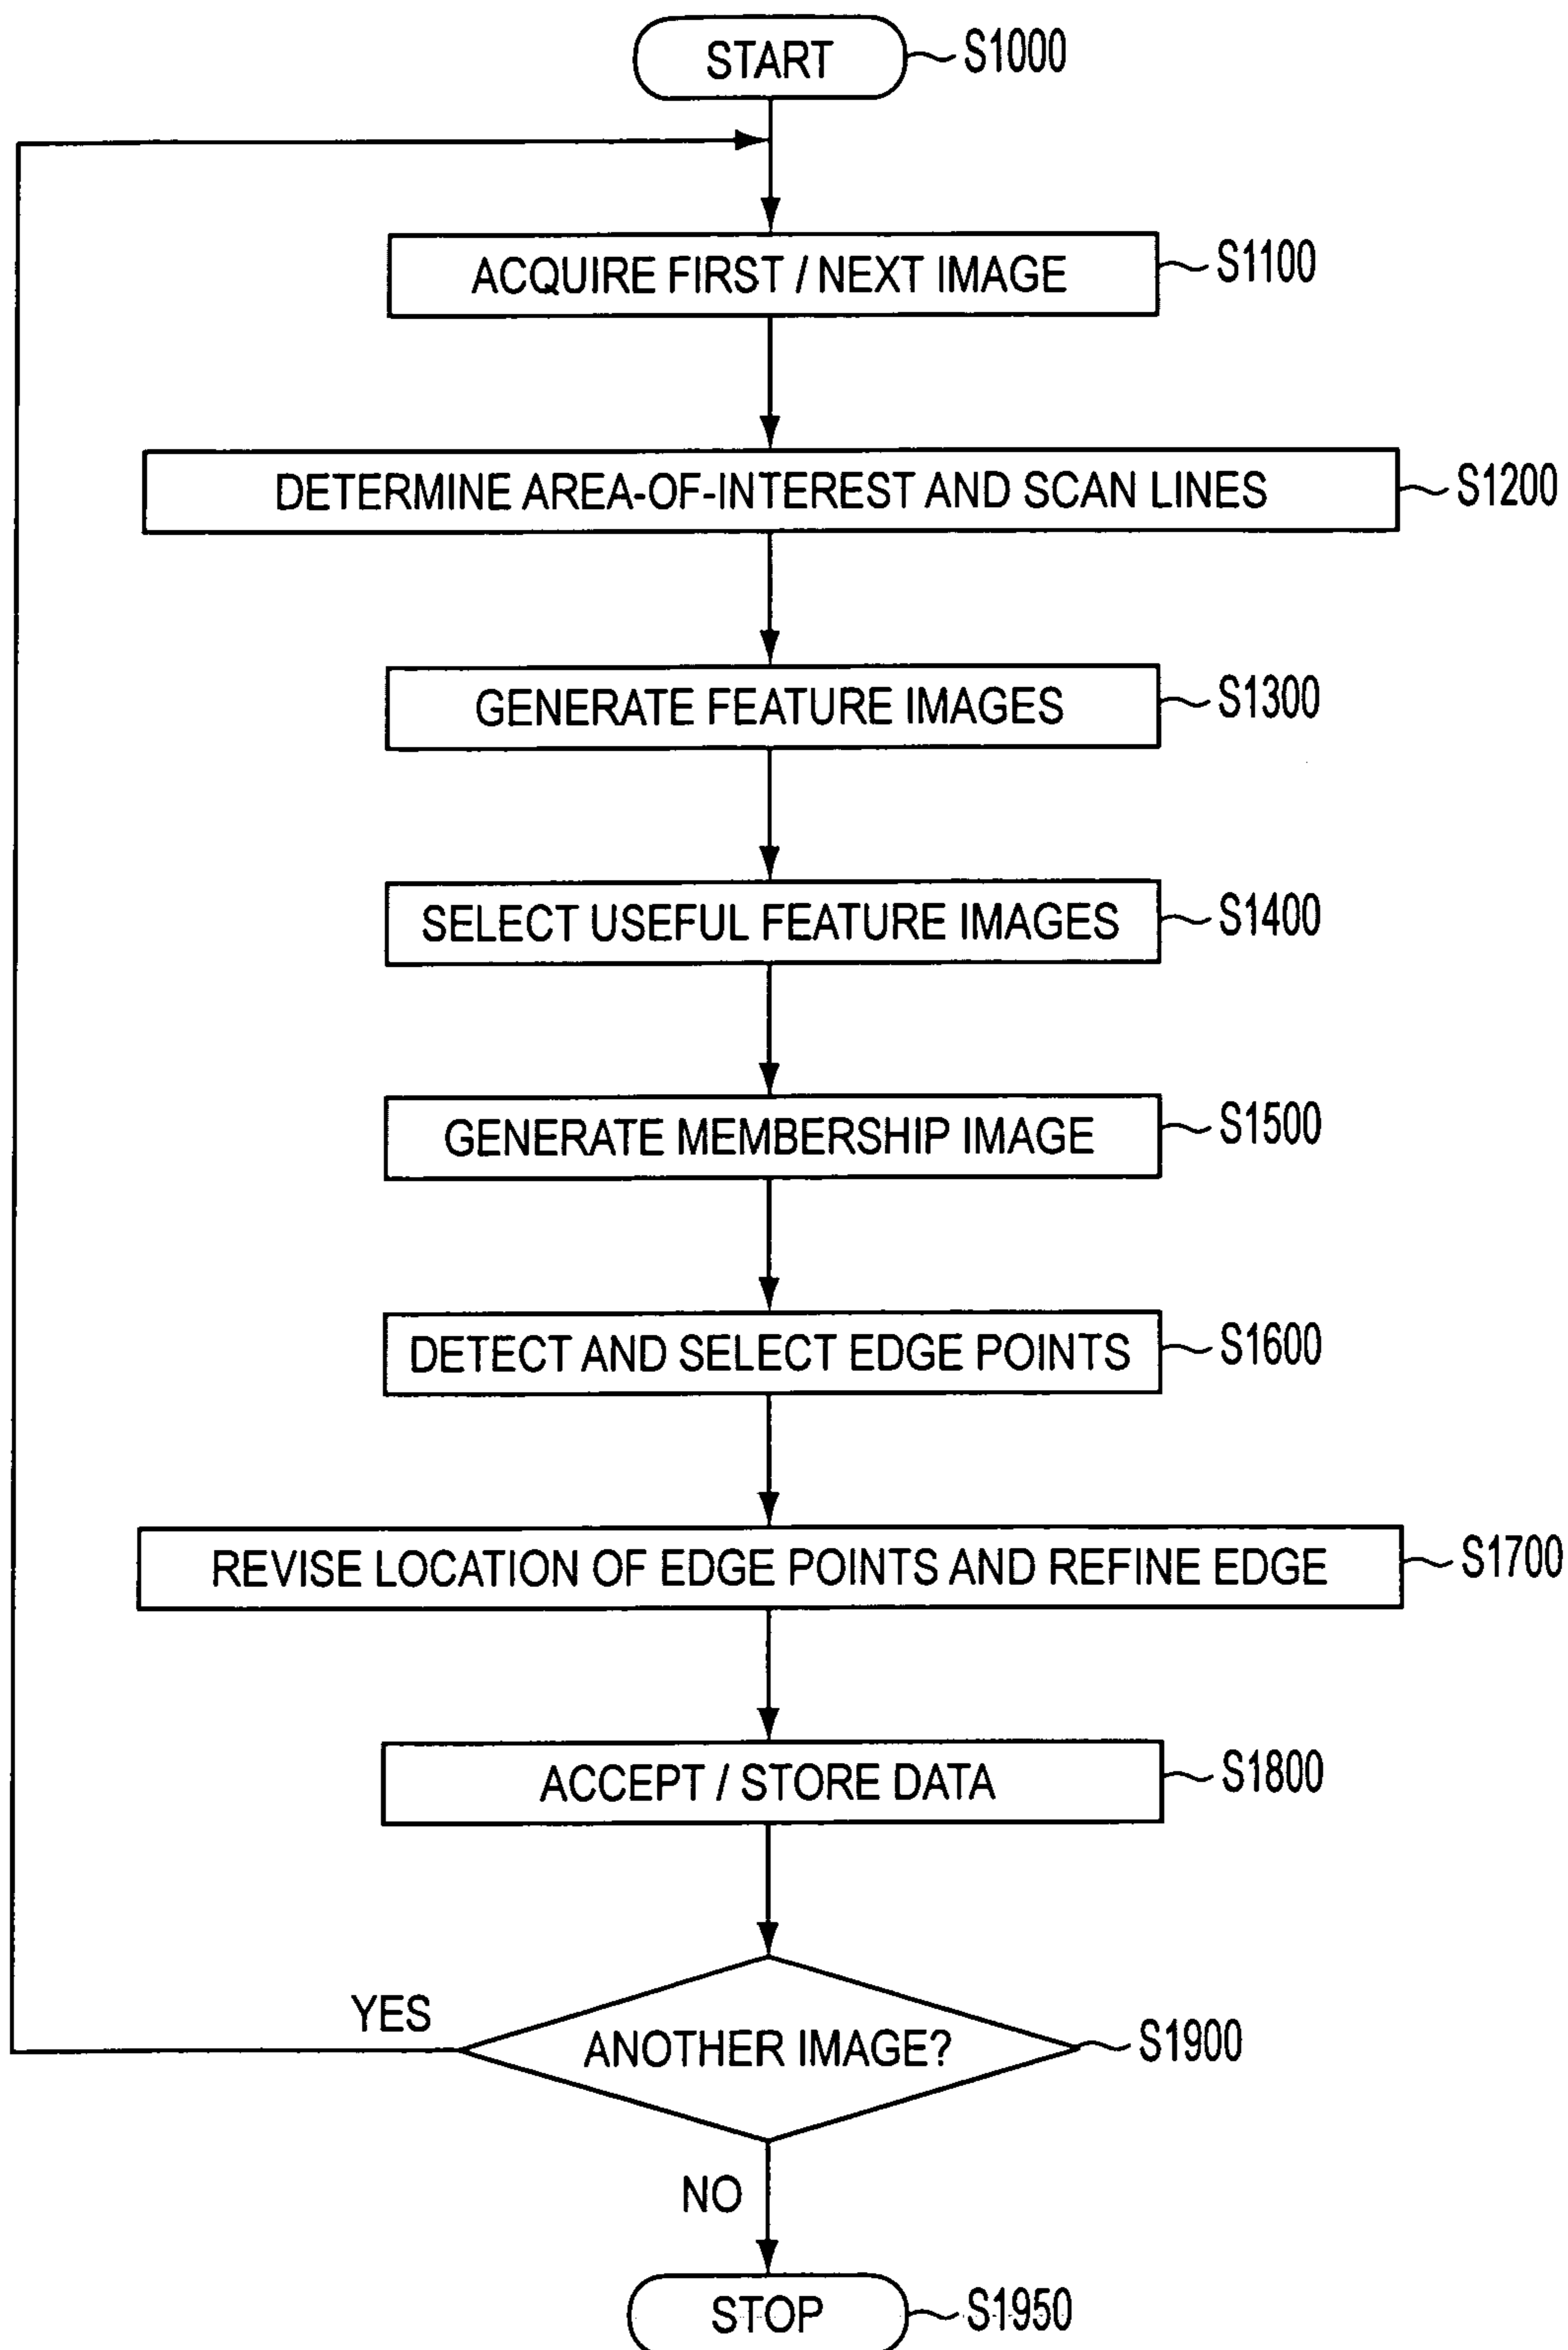 START S1000
ACQUIRE FIRST / NEXT IMAGE S1100
DETERMINE AREA-OF-INTEREST AND SCAN LINES S1200
GENERATE FEATURE IMAGES S1300
SELECT USEFUL FEATURE IMAGES S1400
GENERATE MEMBERSHIP IMAGE S1500
DETECT AND SELECT EDGE POINTS S1600
REVISE LOCATION OF EDGE POINTS AND REFINE EDGE S1700
ACCEPT / STORE DATA S1800
YES
ANOTHER IMAGE? S1900
NO
STOP S1950